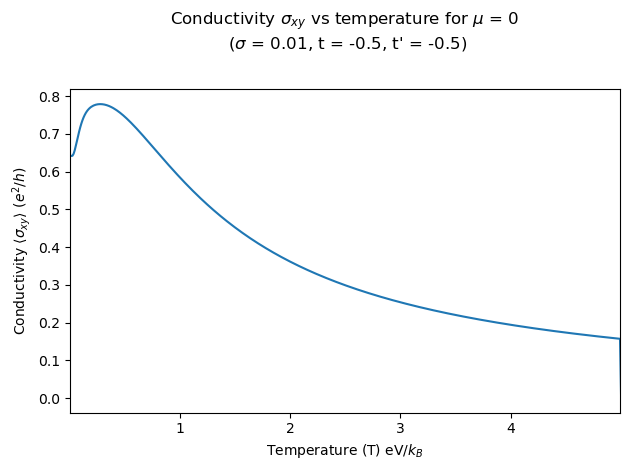 Conductivity σxy vs temperature for μ = 0
(σ = 0.01, t = -0.5, t' = -0.5)
0.8
0.7
0.6
0.5
0.4
0.3
0.2
0.1
0.0
Conductivity ⟨σxy⟩ (e²/h)
1 2 3 4
Temperature (T) eV/kB